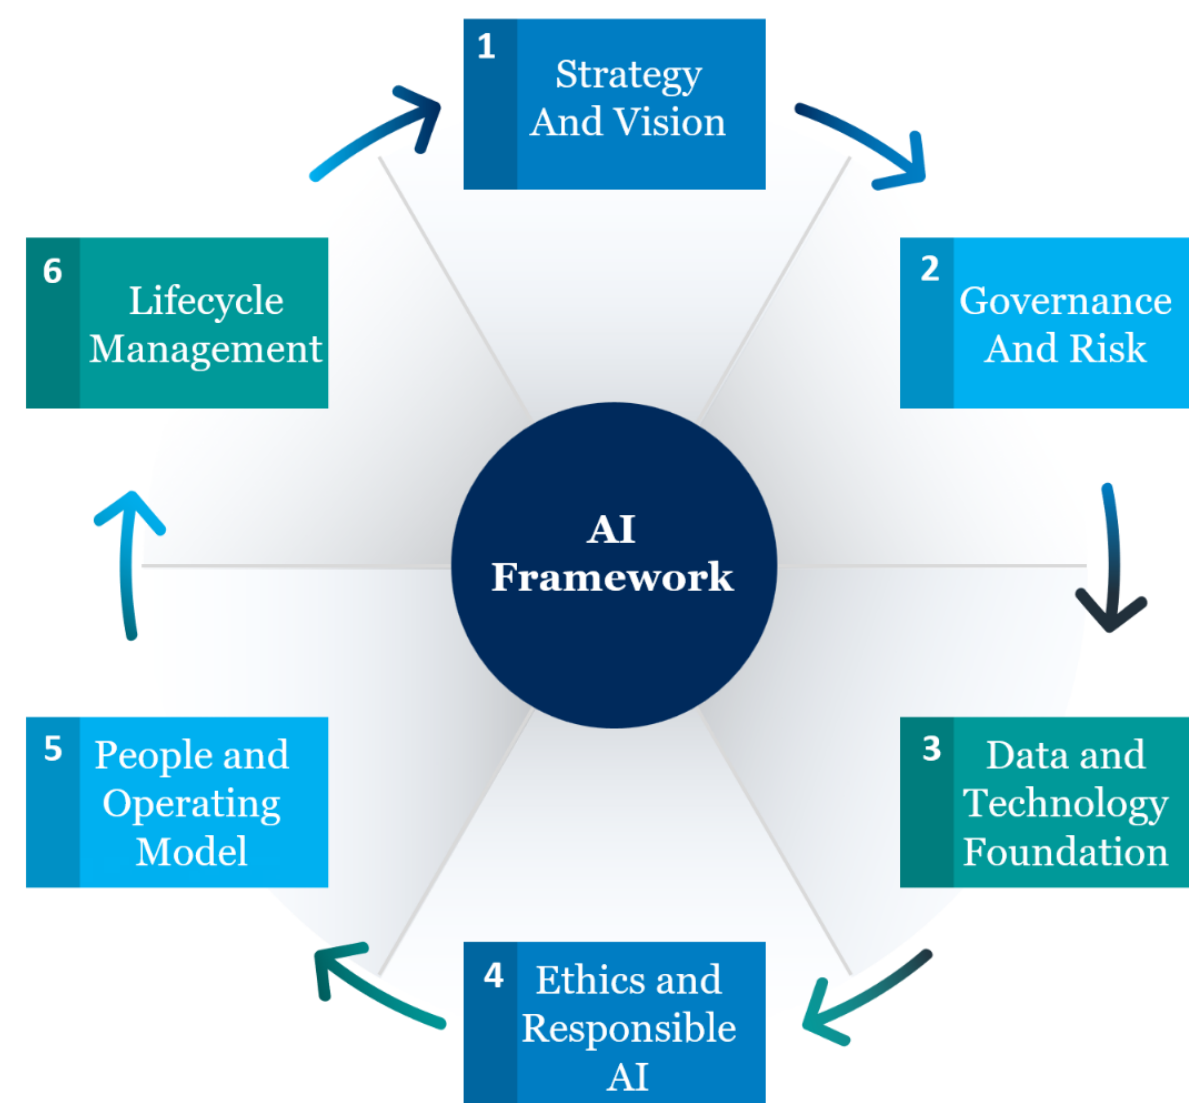 1
Strategy
And Vision
2
Governance
And Risk
3
Data and
Technology
Foundation
4
Ethics and
Responsible
AI
5
People and
Operating
Model
6
Lifecycle
Management
AI
Framework